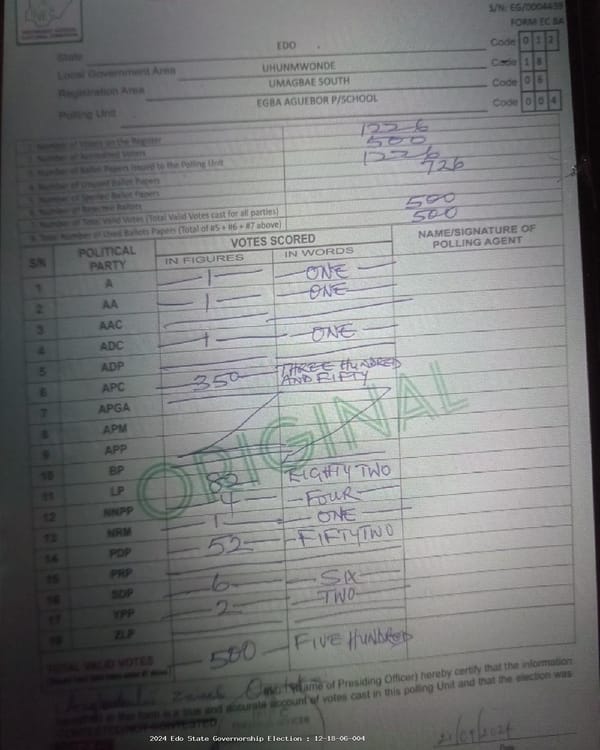 S/N: EG/0004439
FORM EC 8A
State EDO Code 0 1 2
Local Government Area UHUNMWONDE Code 1 8
Registration Area UMAGBAE SOUTH Code 0 6
Polling Unit EGBA AGUEBOR P/SCHOOL Code 0 0 4
1. Number of Voters on the Register 1226
2. Number of Accredited Voters 500
3. Number of Ballot Papers Issued to the Polling Unit 1226
4. Number of Unused Ballot Papers 726
5. Number of Spoiled Ballot Papers
6. Number of Rejected Ballots
7. Number of Total Valid Votes (Total Valid Votes cast for all parties) 500
8. Total Number of Used Ballots Papers (Total of #5 + #6 + #7 above) 500
S/N POLITICAL PARTY VOTES SCORED NAME/SIGNATURE OF POLLING AGENT
IN FIGURES IN WORDS
1 A 1 ONE
2 AA 1 ONE
3 AAC
4 ADC 1 ONE
5 ADP
6 APC 350 THREE HUNDRED AND FIFTY
7 APGA
8 APM
9 APP
10 BP
11 LP 82 EIGHTY TWO
12 NNPP 4 FOUR
13 NRM 1 ONE
14 PDP 52 FIFTY TWO
15 PRP
16 SDP 6 SIX
17 YPP 2 TWO
18 ZLP
TOTAL VALID VOTES 500 FIVE HUNDRED
ORIGINAL
(Name of Presiding Officer) hereby certify that the information
contained in this form is a true and accurate account of votes cast in this polling Unit and that the election was
21/09/2024
2024 Edo State Governorship Election : 12-18-06-004